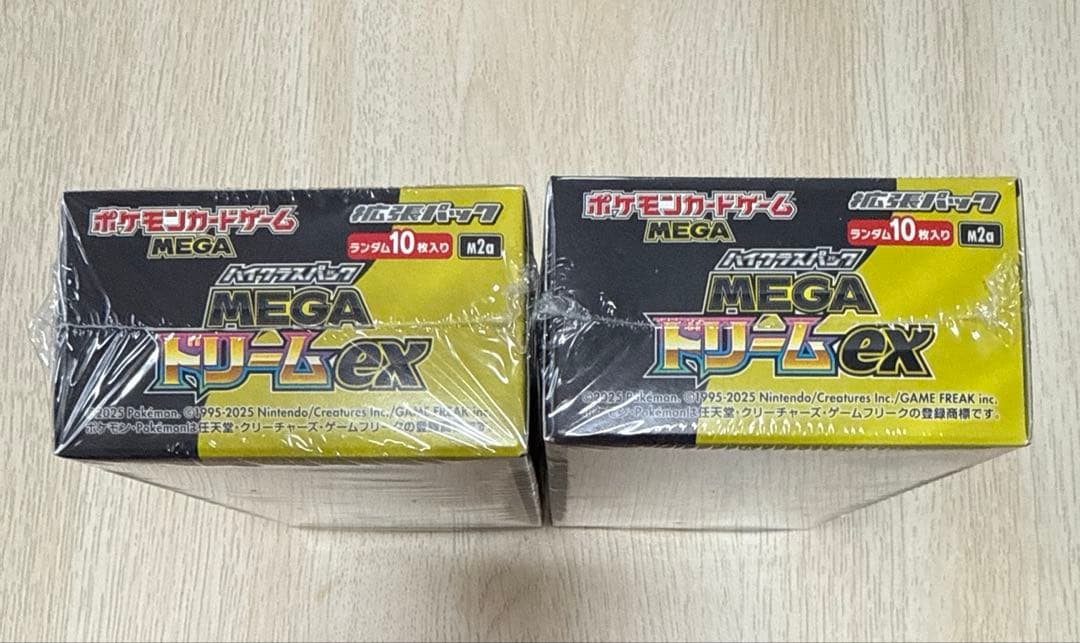 ポケモンカードゲーム
MEGA
拡張パック
ランダム10枚入り
M2a
ハイクラスパック
MEGA
ドリームex
©2025 Pokémon. ©1995-2025 Nintendo/Creatures Inc./GAME FREAK inc.
ポケモン・Pokémonは任天堂・クリーチャーズ・ゲームフリークの登録商標です。
ポケモンカードゲーム
MEGA
拡張パック
ランダム10枚入り
M2a
ハイクラスパック
MEGA
ドリームex
©2025 Pokémon. ©1995-2025 Nintendo/Creatures Inc./GAME FREAK inc.
ポケモン・Pokémonは任天堂・クリーチャーズ・ゲームフリークの登録商標です。